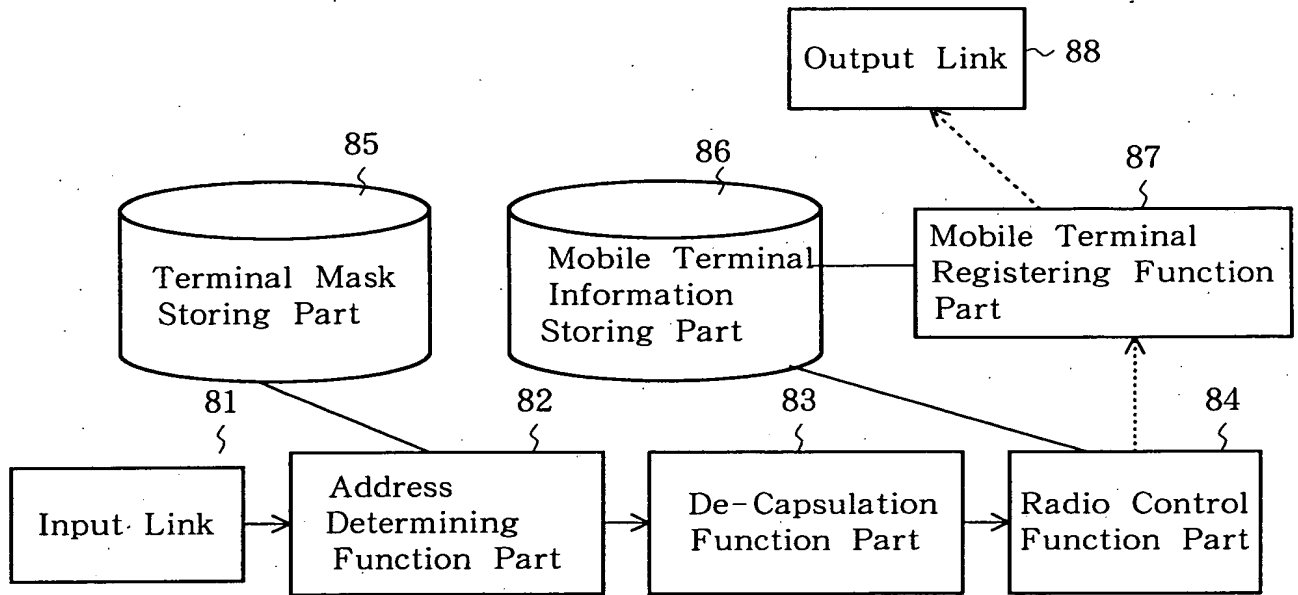 Output Link
88
85
86
87
Terminal Mask
Storing Part
Mobile Terminal
Information
Storing Part
Mobile Terminal
Registering Function
Part
81
82
83
84
Input Link
Address
Determining
Function Part
De-Capsulation
Function Part
Radio Control
Function Part